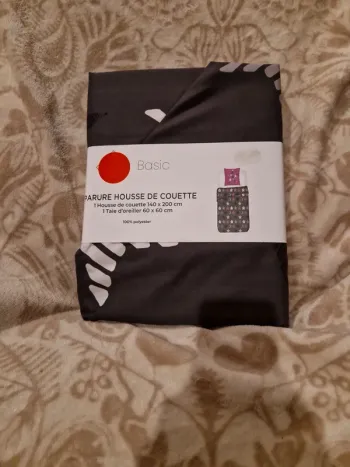 Basic
PARURE HOUSSE DE COUETTE
1 Housse de couette 140 x 200 cm
1 Taie d'oreiller 60 x 60 cm
100% polyester